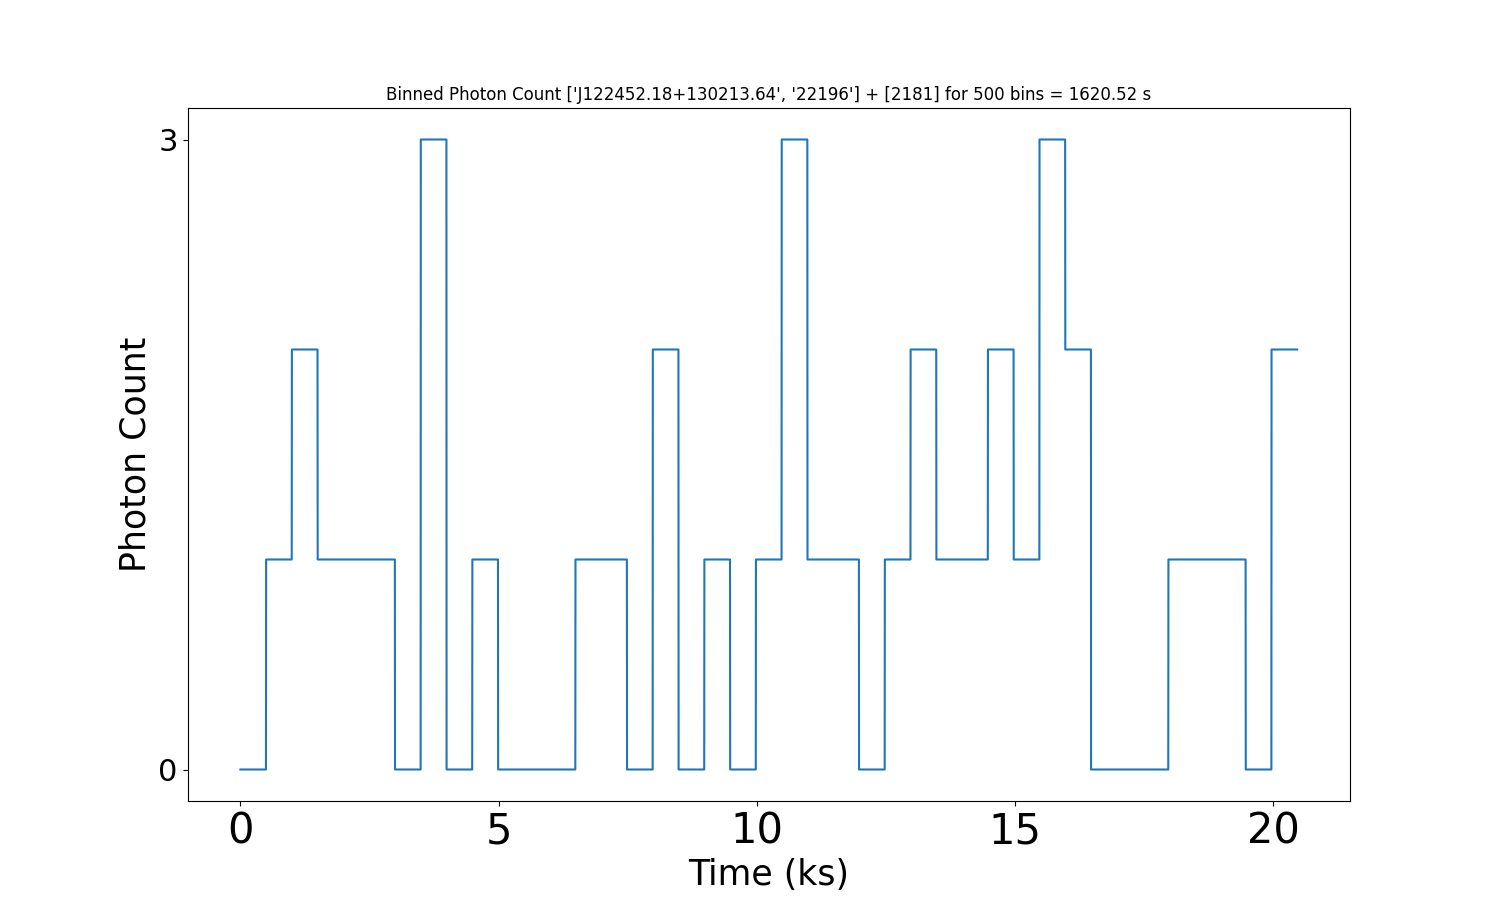 Binned Photon Count ['J122452.18+130213.64', '22196'] + [2181] for 500 bins = 1620.52 s
3
Photon Count
0
0 5 10 15 20
Time (ks)